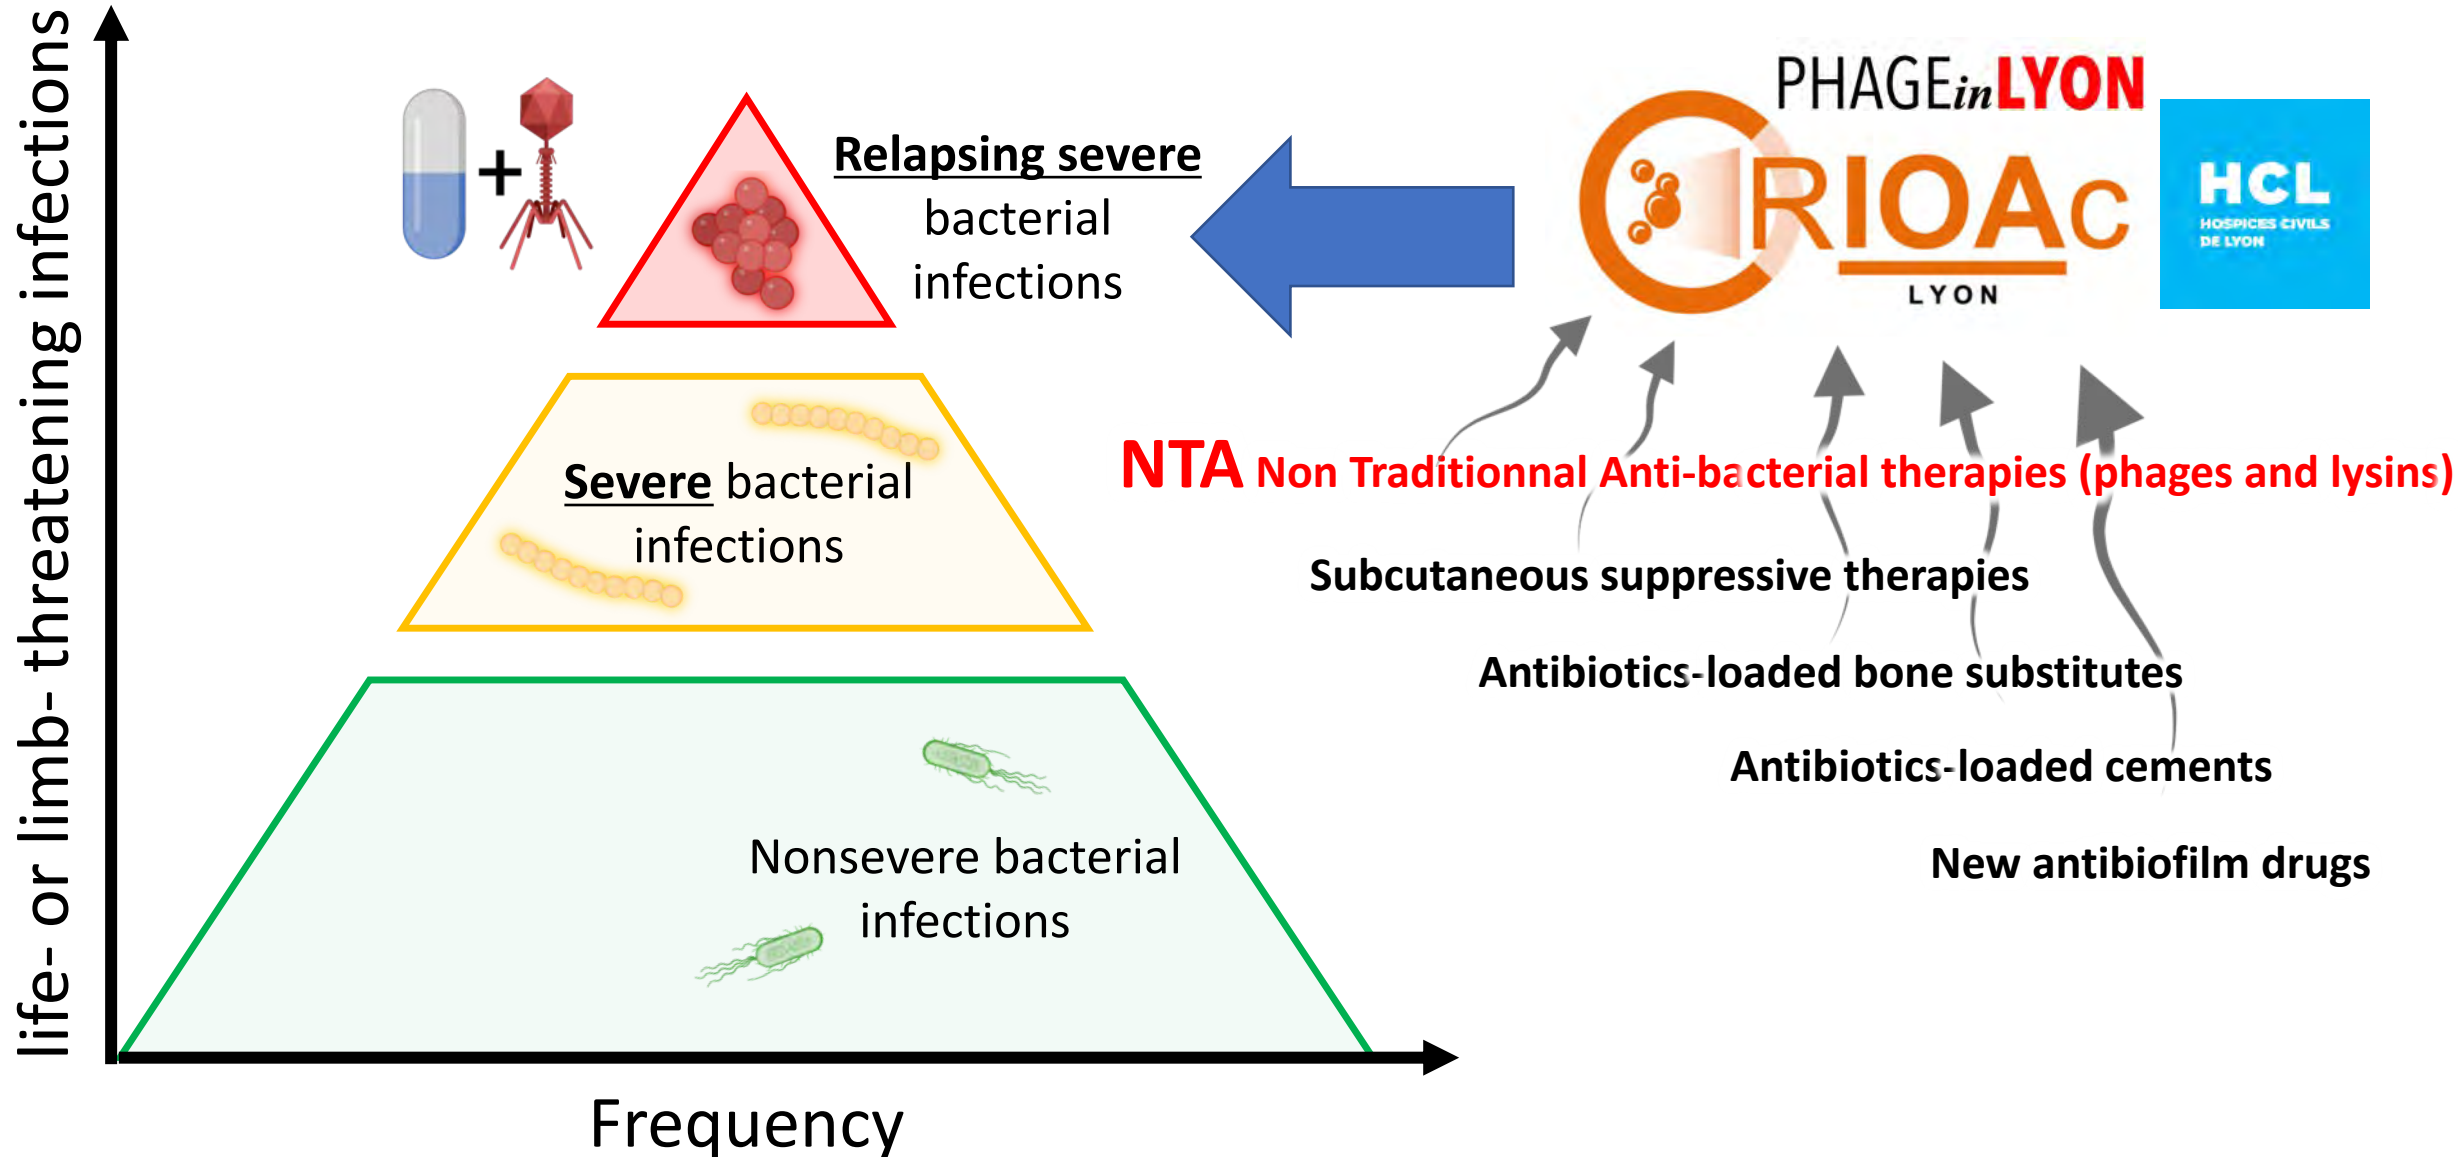 life- or limb- threatening infections
+
Relapsing severe
bacterial
infections
Severe bacterial
infections
Nonsevere bacterial
infections
Frequency
PHAGEinLYON
CRIOAc
LYON
HCL
HOSPICES CIVILS
DE LYON
NTA Non Traditionnal Anti-bacterial therapies (phages and lysins)
Subcutaneous suppressive therapies
Antibiotics-loaded bone substitutes
Antibiotics-loaded cements
New antibiofilm drugs